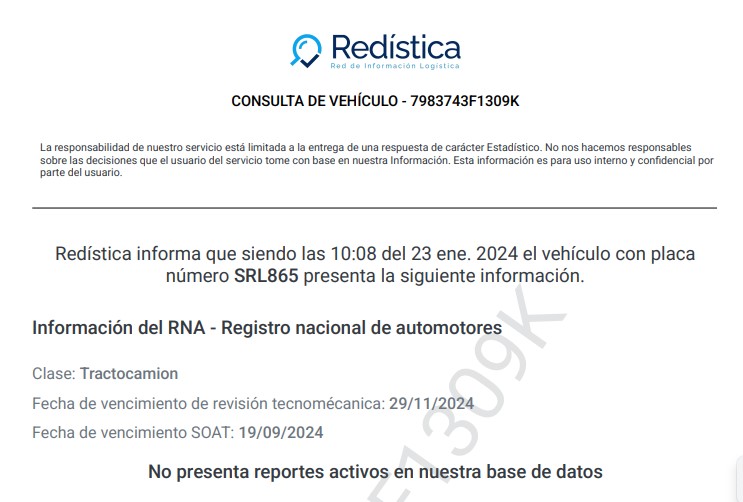 Redística
Red de Información Logística
CONSULTA DE VEHÍCULO - 7983743F1309K
La responsabilidad de nuestro servicio está limitada a la entrega de una respuesta de carácter Estadístico. No nos hacemos responsables
sobre las decisiones que el usuario del servicio tome con base en nuestra Información. Esta información es para uso interno y confidencial por
parte del usuario.
Redística informa que siendo las 10:08 del 23 ene. 2024 el vehículo con placa
número SRL865 presenta la siguiente información.
Información del RNA - Registro nacional de automotores
Clase: Tractocamion
Fecha de vencimiento de revisión tecnomécanica: 29/11/2024
Fecha de vencimiento SOAT: 19/09/2024
No presenta reportes activos en nuestra base de datos
F1309K